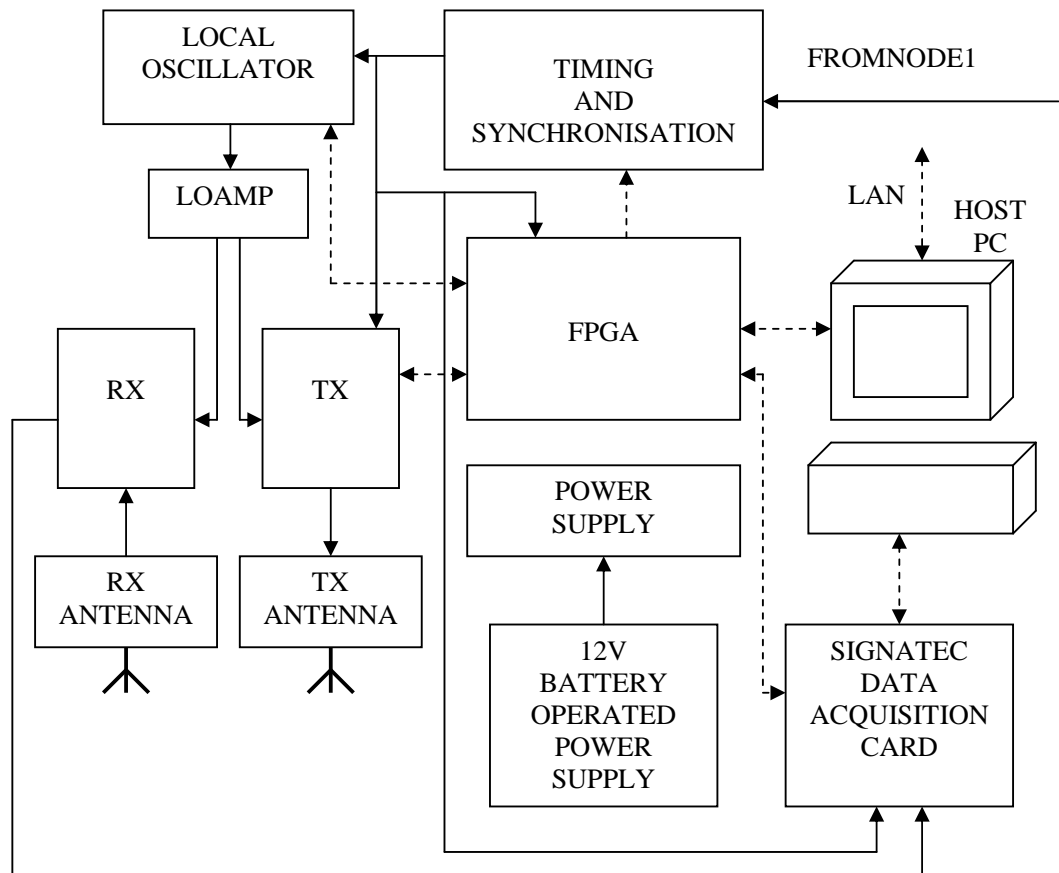 LOCAL
OSCILLATOR
TIMING
AND
SYNCHRONISATION
FROMNODE1
LOAMP
LAN
HOST
PC
FPGA
RX
TX
POWER
SUPPLY
RX
ANTENNA
TX
ANTENNA
12V
BATTERY
OPERATED
POWER
SUPPLY
SIGNATEC
DATA
ACQUISITION
CARD